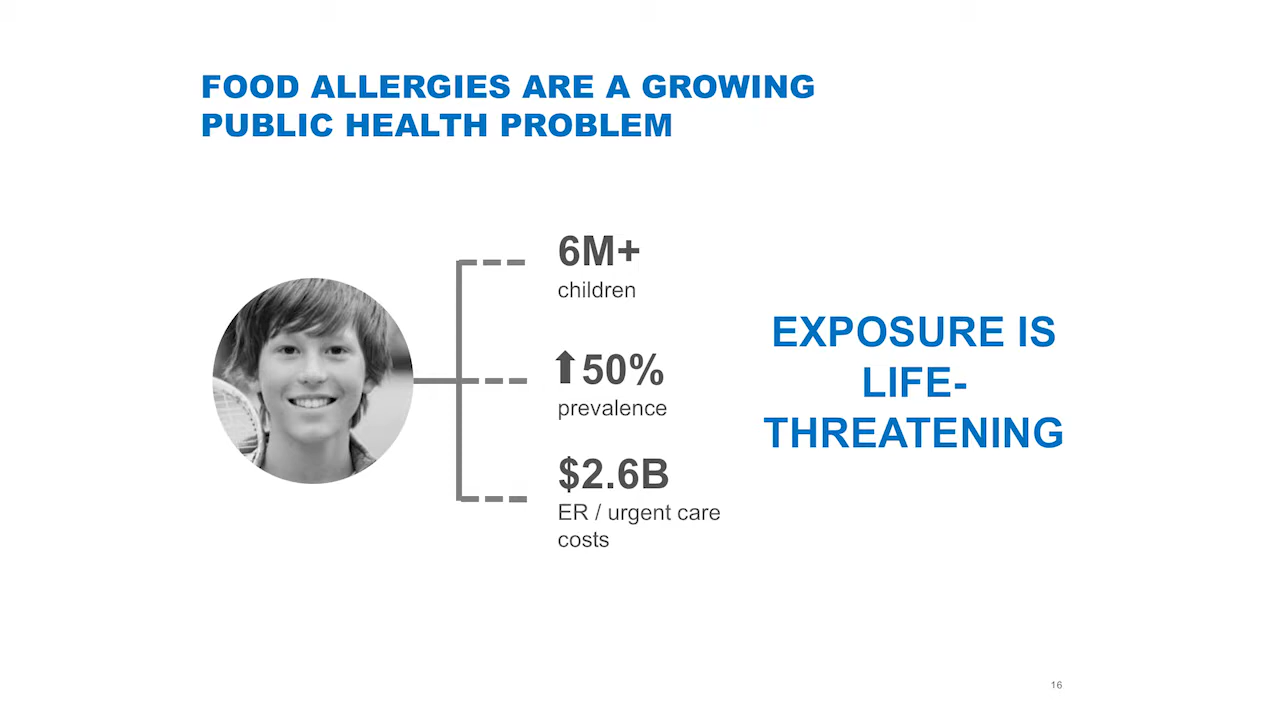 FOOD ALLERGIES ARE A GROWING
PUBLIC HEALTH PROBLEM
6M+
children
⬆50%
prevalence
$2.6B
ER / urgent care
costs
EXPOSURE IS
LIFE-
THREATENING
16